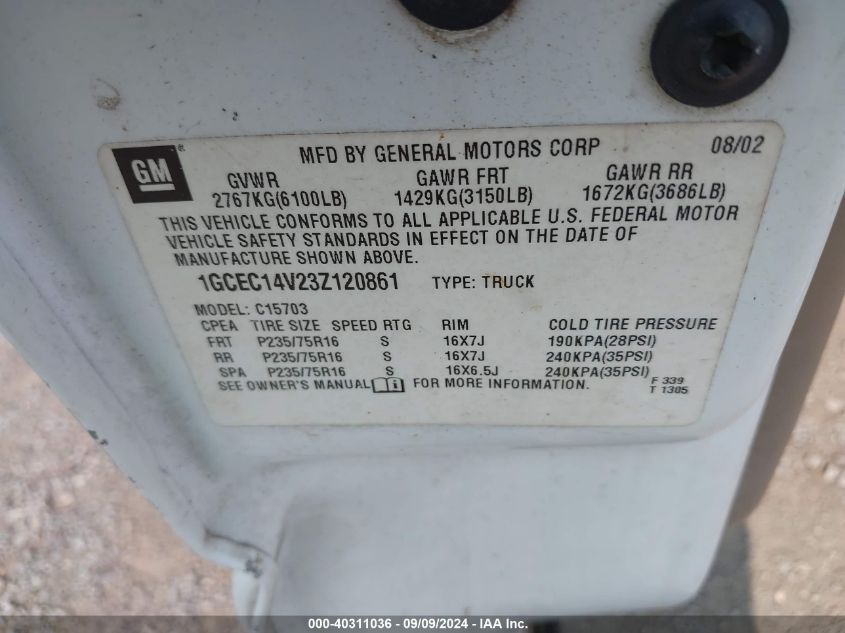 GM
MFD BY GENERAL MOTORS CORP 08/02
GVWR GAWR FRT GAWR RR
2767KG(6100LB) 1429KG(3150LB) 1672KG(3686LB)
THIS VEHICLE CONFORMS TO ALL APPLICABLE U.S. FEDERAL MOTOR
VEHICLE SAFETY STANDARDS IN EFFECT ON THE DATE OF
MANUFACTURE SHOWN ABOVE.
1GCEC14V23Z120861 TYPE: TRUCK
MODEL: C15703
CPEA TIRE SIZE SPEED RTG RIM COLD TIRE PRESSURE
FRT P235/75R16 S 16X7J 190KPA(28PSI)
RR P235/75R16 S 16X7J 240KPA(35PSI)
SPA P235/75R16 S 16X6.5J 240KPA(35PSI)
SEE OWNER'S MANUAL i FOR MORE INFORMATION. F 339
T 1305
000-40311036 - 09/09/2024 - IAA Inc.